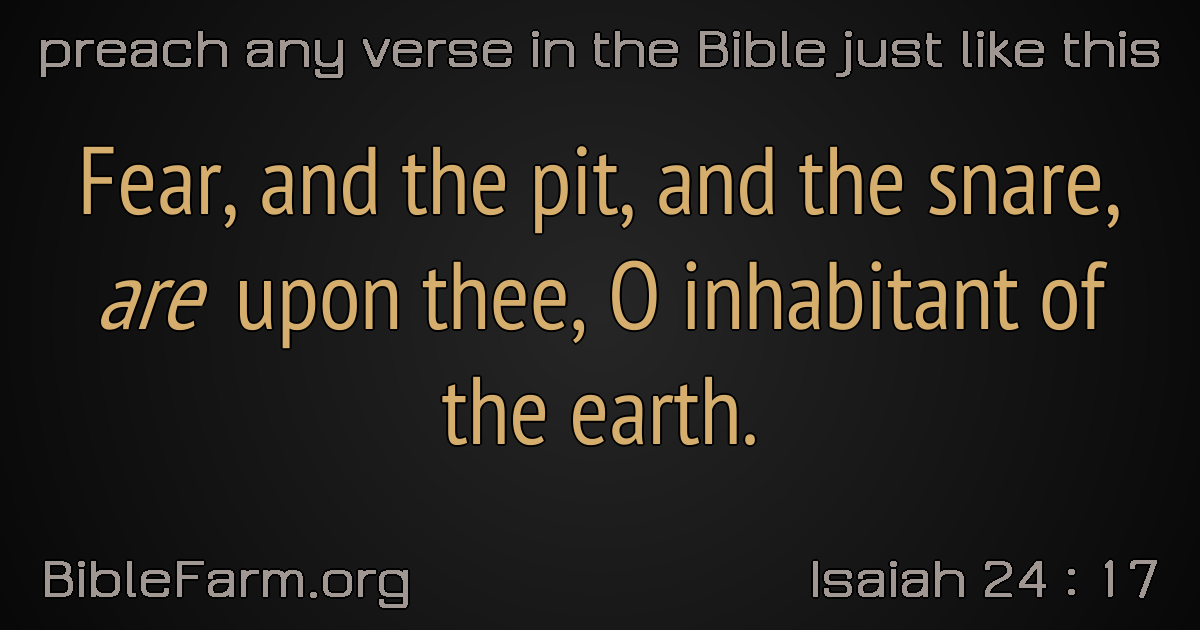 preach any verse in the Bible just like this
Fear, and the pit, and the snare,
are upon thee, O inhabitant of
the earth.
BibleFarm.org
Isaiah 24 : 17